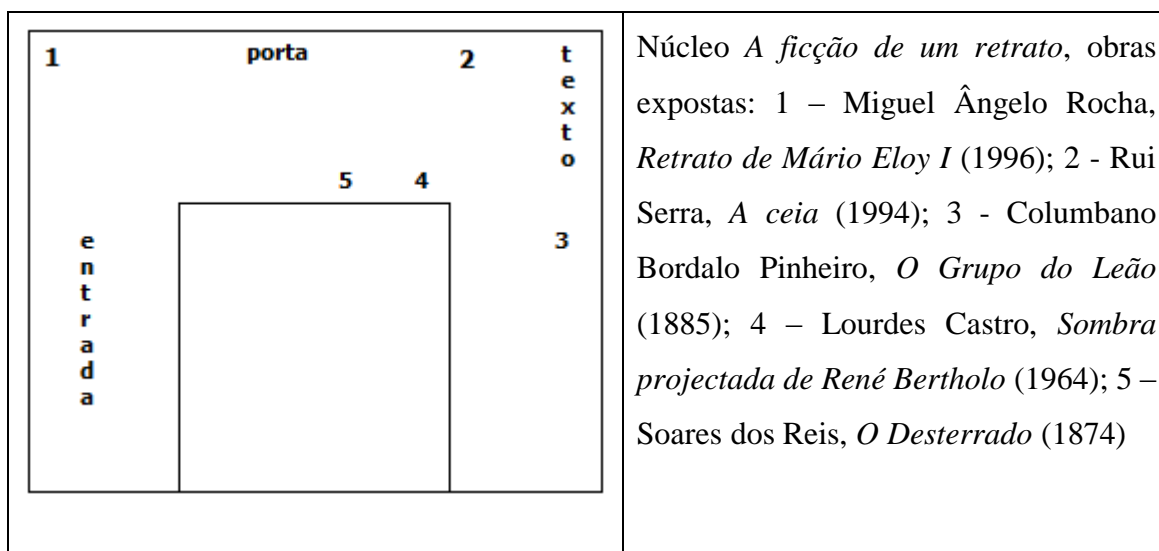 1 porta 2
texto
5 4
entrada
3
Núcleo A ficção de um retrato, obras
expostas: 1 – Miguel Ângelo Rocha,
Retrato de Mário Eloy I (1996); 2 - Rui
Serra, A ceia (1994); 3 - Columbano
Bordalo Pinheiro, O Grupo do Leão
(1885); 4 – Lourdes Castro, Sombra
projectada de René Bertholo (1964); 5 –
Soares dos Reis, O Desterrado (1874)